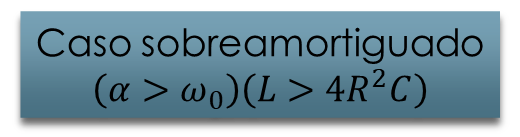 Caso sobreamortiguado
(α > ω₀)(L > 4R²C)